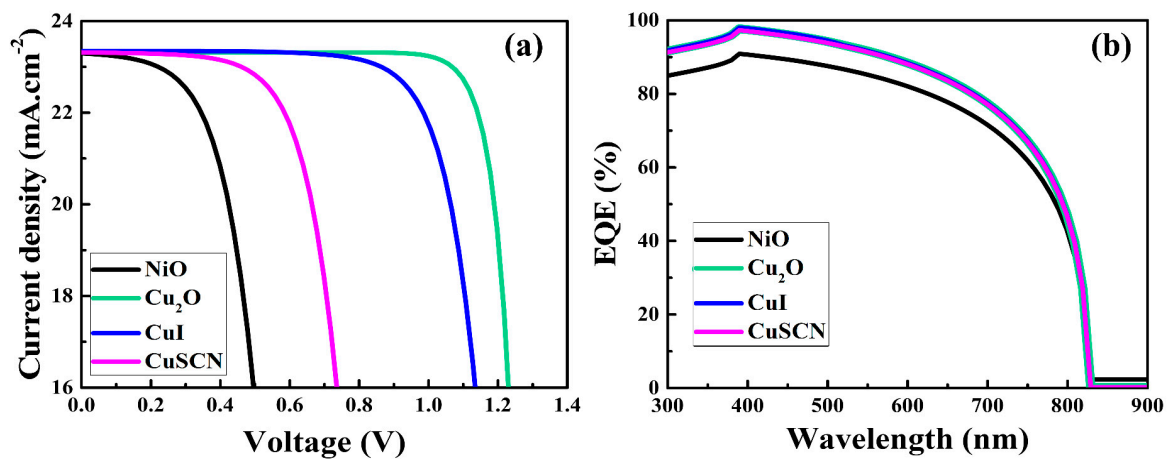 (a)
Current density (mA.cm⁻²)
24
22
20
18
16
NiO
Cu₂O
CuI
CuSCN
0.0 0.2 0.4 0.6 0.8 1.0 1.2 1.4
Voltage (V)
(b)
EQE (%)
100
80
60
40
20
0
NiO
Cu₂O
CuI
CuSCN
300 400 500 600 700 800 900
Wavelength (nm)